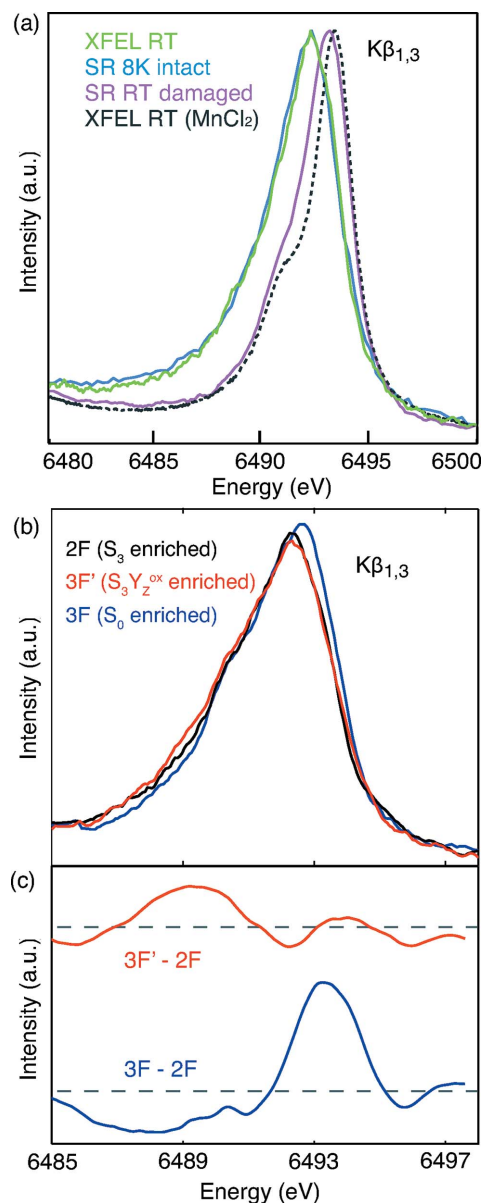 (a)
XFEL RT
SR 8K intact
SR RT damaged
XFEL RT (MnCl₂)
Kβ₁,₃
Intensity (a.u.)
6480 6485 6490 6495 6500
Energy (eV)
(b)
2F (S₃ enriched)
3F' (S₃Y_Z^ox enriched)
3F (S₀ enriched)
Kβ₁,₃
Intensity (a.u.)
(c)
3F' - 2F
3F - 2F
Intensity (a.u.)
6485 6489 6493 6497
Energy (eV)